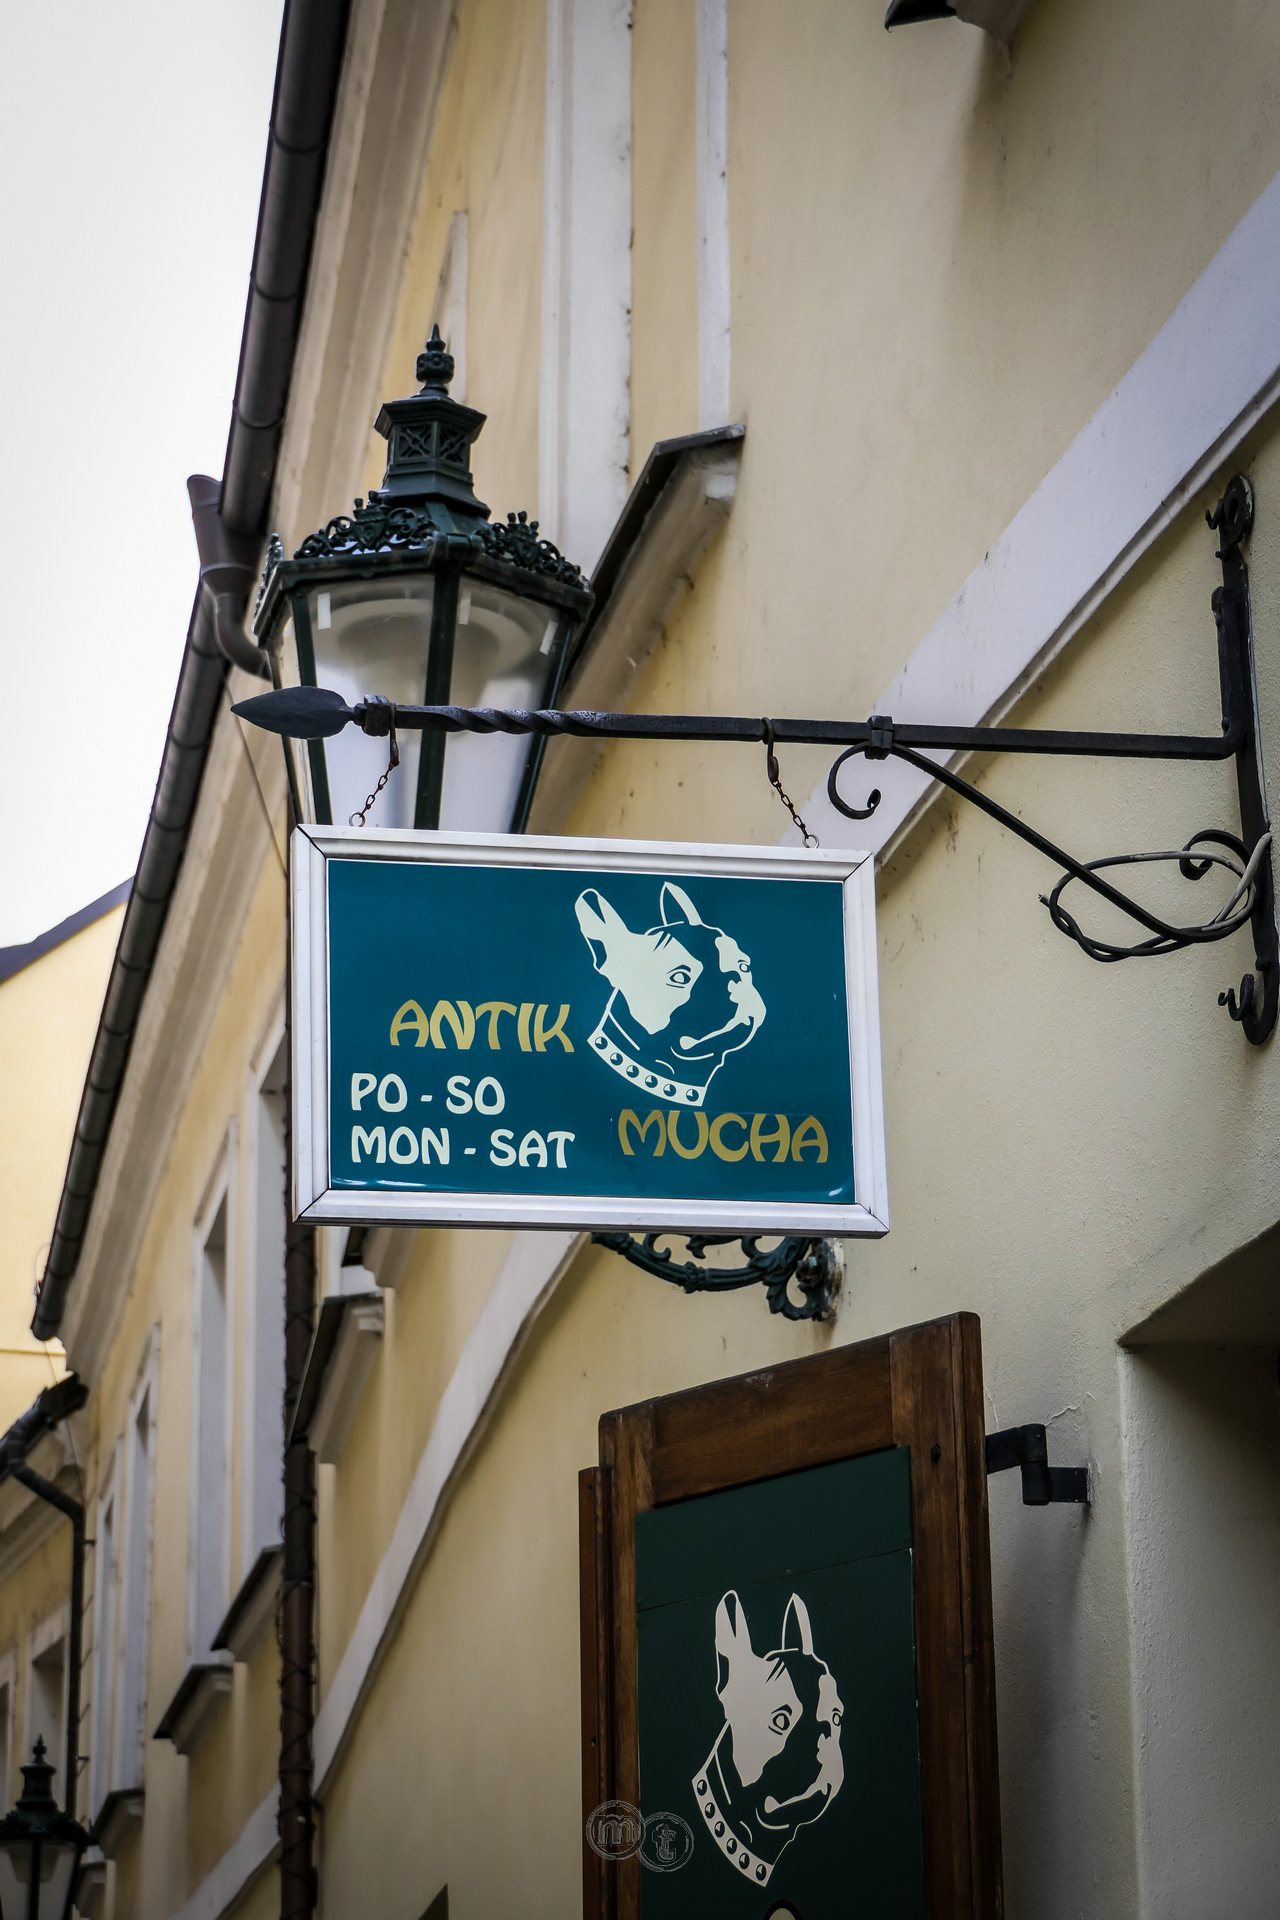 ANTIK
PO - SO
MON - SAT
MUCHA
m t